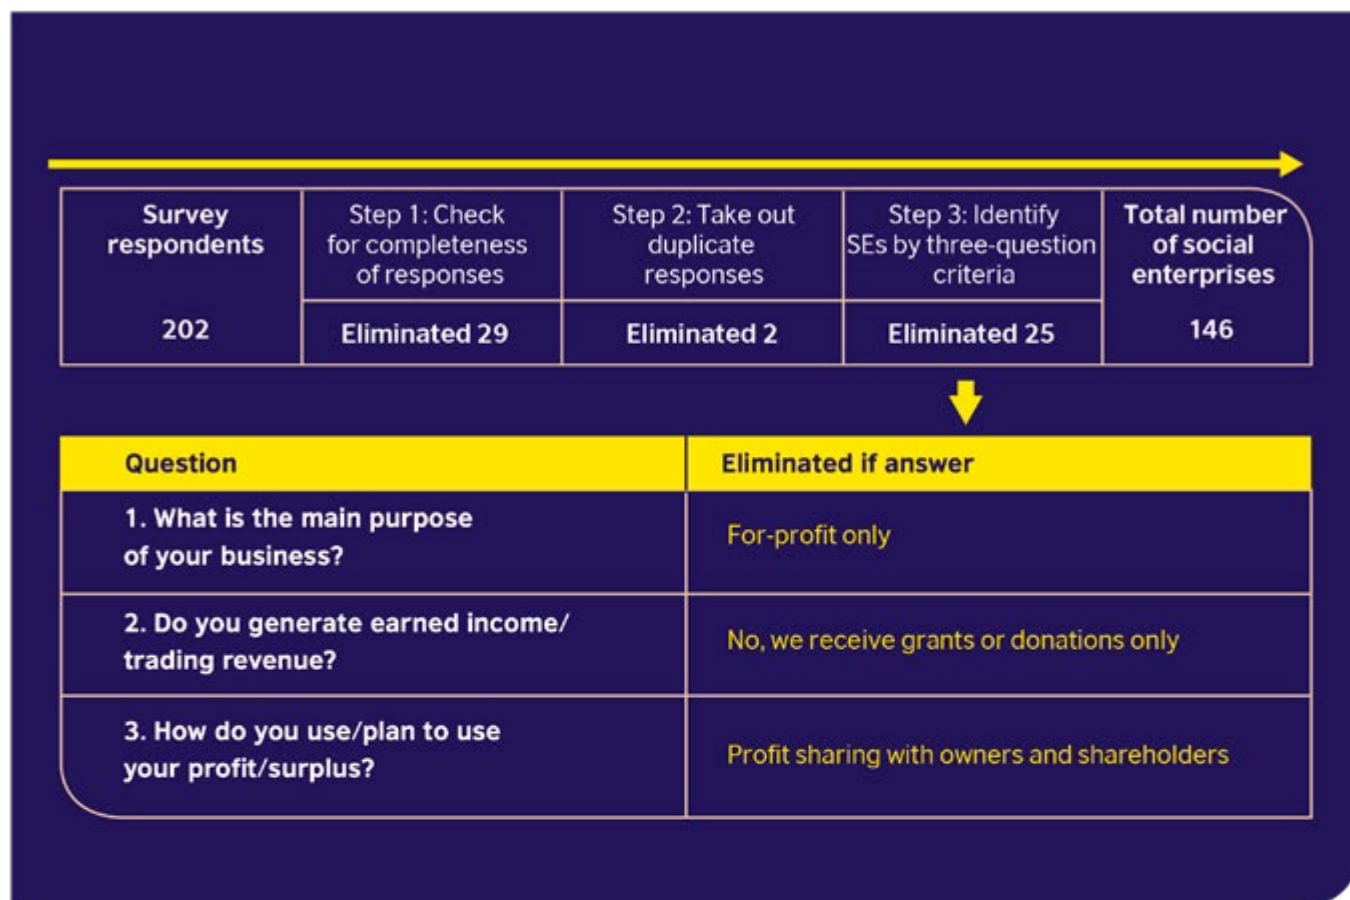 Survey
respondents
202
Step 1: Check
for completeness
of responses
Eliminated 29
Step 2: Take out
duplicate
responses
Eliminated 2
Step 3: Identify
SEs by three-question
criteria
Eliminated 25
Total number
of social
enterprises
146
Question
Eliminated if answer
1. What is the main purpose
of your business?
For-profit only
2. Do you generate earned income/
trading revenue?
No, we receive grants or donations only
3. How do you use/plan to use
your profit/surplus?
Profit sharing with owners and shareholders